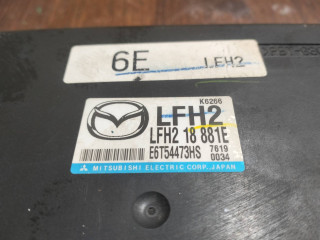 6E LFH2
K6266
LFH2
LFH2 18 881E
E6T54473HS 7619
0034
MITSUBISHI ELECTRIC CORP. JAPAN